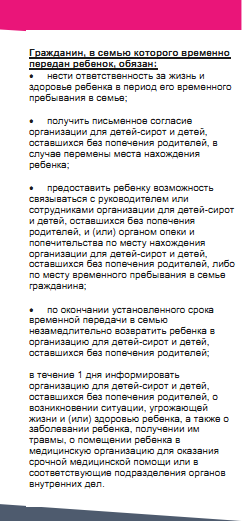 Гражданин, в семью которого временно
передан ребенок, обязан:
• нести ответственность за жизнь и
здоровье ребенка в период его временного
пребывания в семье;
• получить письменное согласие
организации для детей-сирот и детей,
оставшихся без попечения родителей, в
случае перемены места нахождения
ребенка;
• предоставить ребенку возможность
связываться с руководителем или
сотрудниками организации для детей-сирот
и детей, оставшихся без попечения
родителей, и (или) органом опеки и
попечительства по месту нахождения
организации для детей-сирот и детей,
оставшихся без попечения родителей, либо
по месту временного пребывания в семье
гражданина;
• по окончании установленного срока
временной передачи в семью
незамедлительно возвратить ребенка в
организацию для детей-сирот и детей,
оставшихся без попечения родителей;
в течение 1 дня информировать
организацию для детей-сирот и детей,
оставшихся без попечения родителей, о
возникновении ситуации, угрожающей
жизни и (или) здоровью ребенка, а также о
заболевании ребенка, получении им
травмы, о помещении ребенка в
медицинскую организацию для оказания
срочной медицинской помощи или в
соответствующие подразделения органов
внутренних дел.